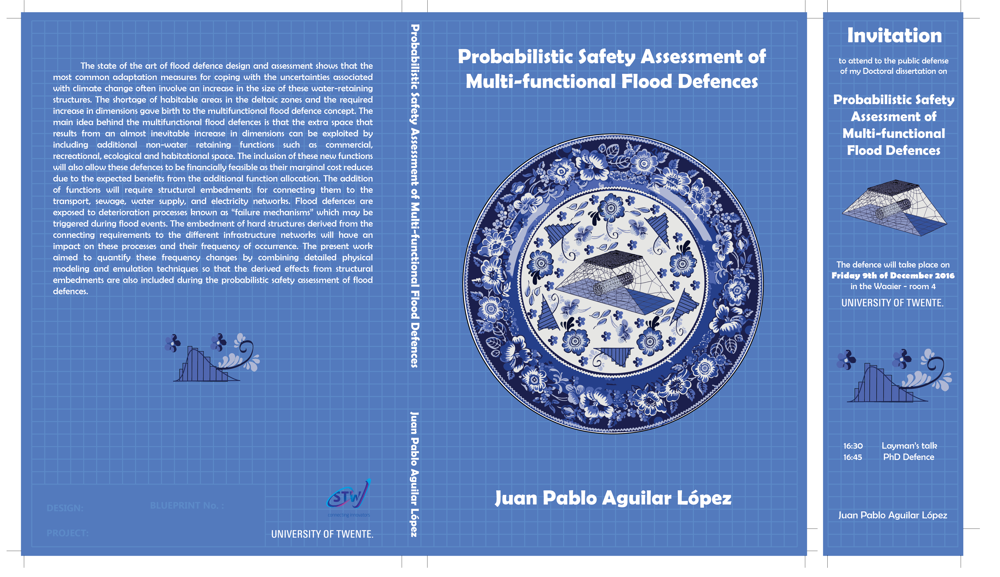 The state of the art of flood defence design and assessment shows that the
most common adaptation measures for coping with the uncertainties associated
with climate change often involve an increase in the size of these water-retaining
structures. The shortage of habitable areas in the deltaic zones and the required
increase in dimensions gave birth to the multifunctional flood defence concept. The
main idea behind the multifunctional flood defences is that the extra space that
results from an almost inevitable increase in dimensions can be exploited by
including additional non-water retaining functions such as commercial,
recreational, ecological and habitational space. The inclusion of these new functions
will also allow these defences to be financially feasible as their marginal cost reduces
due to the expected benefits from the additional function allocation. The addition
of functions will require structural embedments for connecting them to the
transport, sewage, water supply, and electricity networks. Flood defences are
exposed to deterioration processes known as “failure mechanisms” which may be
triggered during flood events. The embedment of hard structures derived from the
connecting requirements to the different infrastructure networks will have an
impact on these processes and their frequency of occurrence. The present work
aimed to quantify these frequency changes by combining detailed physical
modeling and emulation techniques so that the derived effects from structural
embedments are also included during the probabilistic safety assessment of flood
defences.
DESIGN:
BLUEPRINT No. :
PROJECT:
STW
connecting innovators
UNIVERSITY OF TWENTE.
Probabilistic Safety Assessment of Multi-functional Flood Defences
Juan Pablo Aguilar López
Probabilistic Safety Assessment of
Multi-functional Flood Defences
Juan Pablo Aguilar López
Invitation
to attend to the public defense
of my Doctoral dissertation on
Probabilistic Safety
Assessment of
Multi-functional
Flood Defences
The defence will take place on
Friday 9th of December 2016
in the Waaier - room 4
UNIVERSITY OF TWENTE.
16:30 Layman's talk
16:45 PhD Defence
Juan Pablo Aguilar López